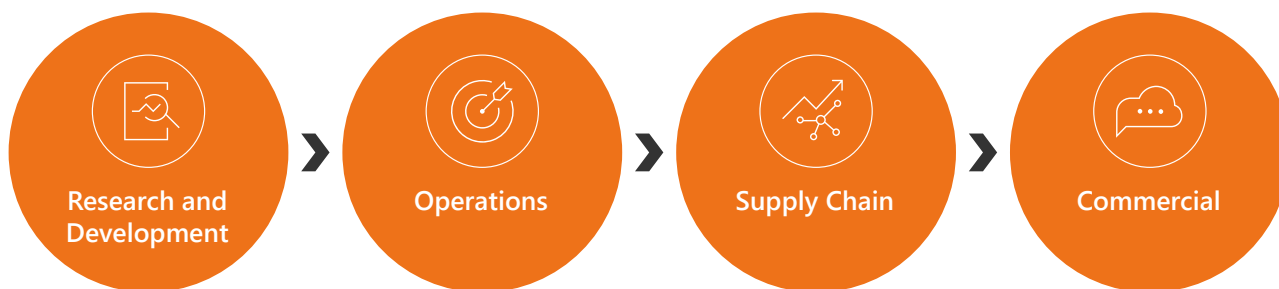 Research and
Development
Operations
Supply Chain
Commercial